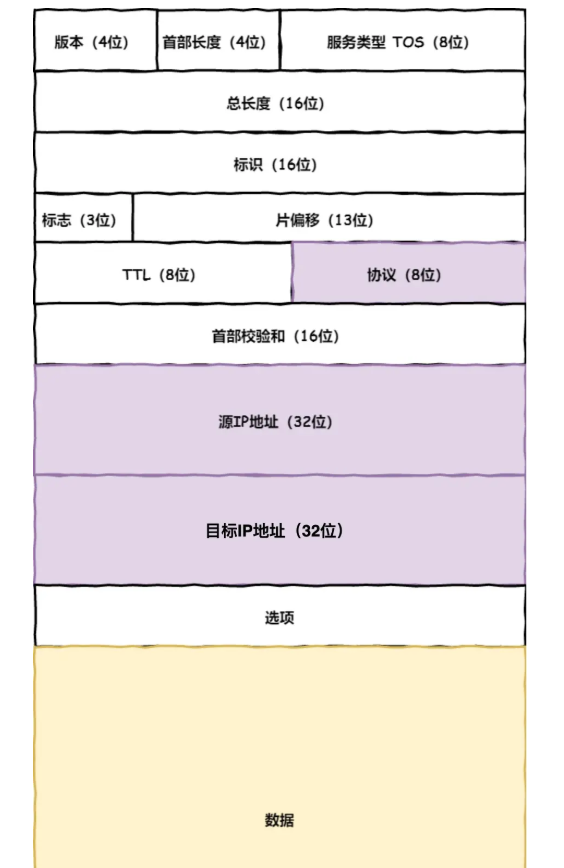 版本（4位） 首部长度（4位） 服务类型 TOS（8位）
总长度（16位）
标识（16位）
标志（3位） 片偏移（13位）
TTL（8位） 协议（8位）
首部校验和（16位）
源IP地址（32位）
目标IP地址（32位）
选项
数据